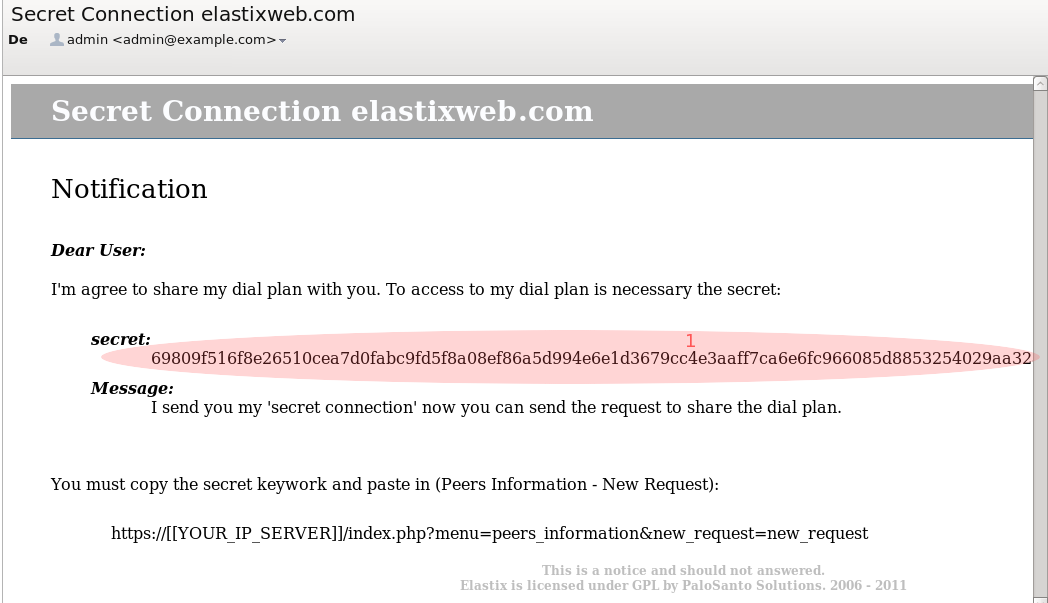 Secret Connection elastixweb.com
De admin <admin@example.com>
Secret Connection elastixweb.com
Notification
Dear User:
I'm agree to share my dial plan with you. To access to my dial plan is necessary the secret:
secret:
1
69809f516f8e26510cea7d0fabc9fd5f8a08ef86a5d994e6e1d3679cc4e3aaff7ca6e6fc966085d8853254029aa32
Message:
I send you my 'secret connection' now you can send the request to share the dial plan.
You must copy the secret keywork and paste in (Peers Information - New Request):
https://[[YOUR_IP_SERVER]]/index.php?menu=peers_information&new_request=new_request
This is a notice and should not answered.
Elastix is licensed under GPL by PaloSanto Solutions. 2006 - 2011